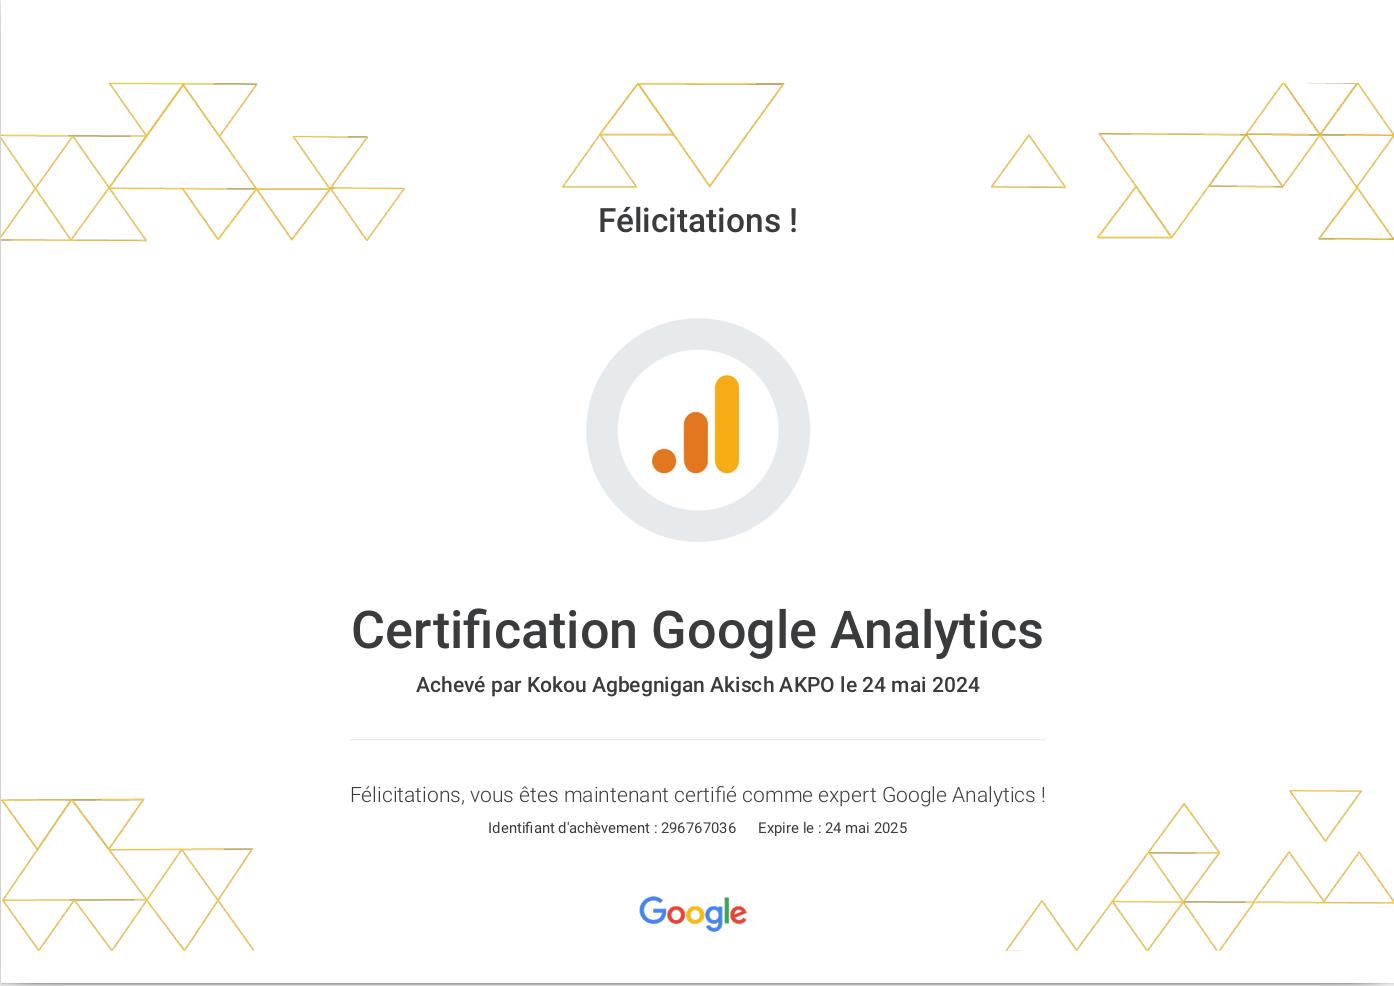 Félicitations !
Certification Google Analytics
Achevé par Kokou Agbegnigan Akisch AKPO le 24 mai 2024
Félicitations, vous êtes maintenant certifié comme expert Google Analytics !
Identifiant d'achèvement : 296767036 Expire le : 24 mai 2025
Google